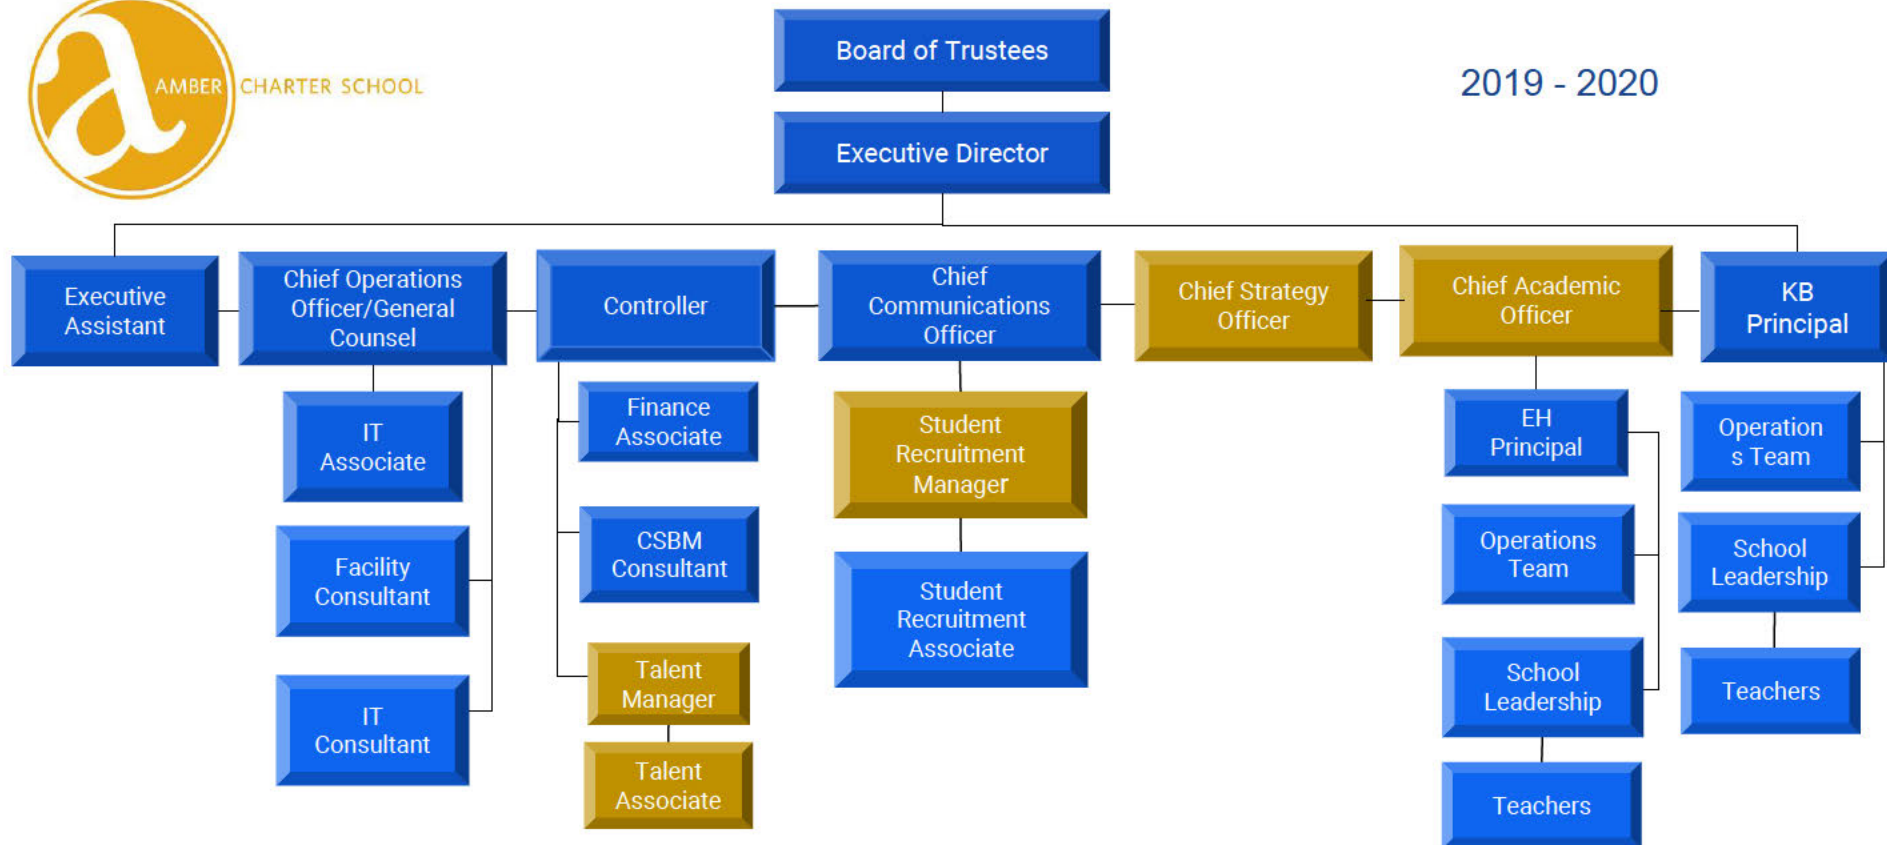 a
AMBER CHARTER SCHOOL
Board of Trustees
2019 - 2020
Executive Director
Executive
Assistant
Chief Operations
Officer/General
Counsel
Controller
Chief
Communications
Officer
Chief Strategy
Officer
Chief Academic
Officer
KB
Principal
IT
Associate
Facility
Consultant
IT
Consultant
Finance
Associate
CSBM
Consultant
Talent
Manager
Talent
Associate
Student
Recruitment
Manager
Student
Recruitment
Associate
EH
Principal
Operations
Team
School
Leadership
Teachers
Operation
s Team
School
Leadership
Teachers